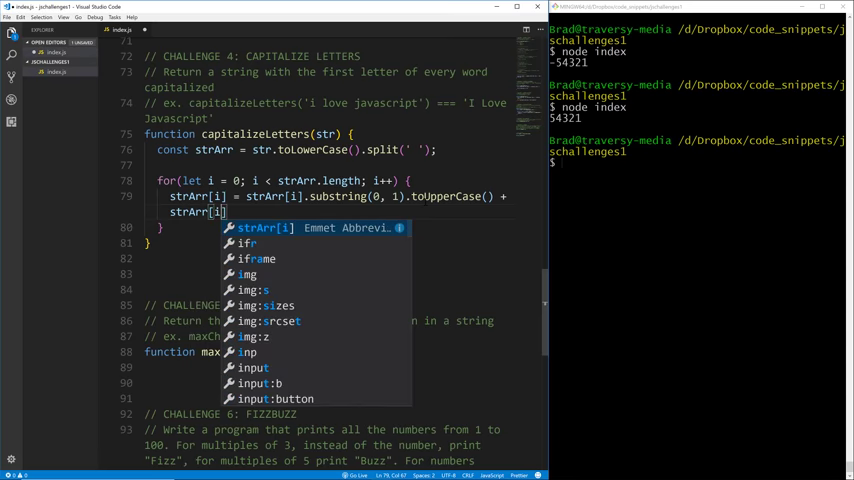 index.js - Visual Studio Code
File Edit Selection View Go Debug Tasks Help
EXPLORER
OPEN EDITORS 1 UNSAVED
index.js
JSCHALLENGES1
index.js
index.js
71
72 // CHALLENGE 4: CAPITALIZE LETTERS
73 // Return a string with the first letter of every word
capitalized
74 // ex. capitalizeLetters('i love javascript') === 'I Love
Javascript'
75 function capitalizeLetters(str) {
76 const strArr = str.toLowerCase().split(' ');
77
78 for(let i = 0; i < strArr.length; i++) {
79 strArr[i] = strArr[i].substring(0, 1).toUpperCase() +
strArr[i]
80 }
81 }
82
83
84
85 // CHALLENGE
86 // Return th
87 // ex. maxCh
88 function max
89
90
91
n in a string
strArr[i] Emmet Abbrevi…
ifr
iframe
img
img:s
img:sizes
img:srcset
img:z
inp
input
input:b
input:button
92 // CHALLENGE 6: FIZZBUZZ
93 // Write a program that prints all the numbers from 1 to
100. For multiples of 3, instead of the number, print
"Fizz", for multiples of 5 print "Buzz". For numbers
0 0
Go Live Ln 79, Col 67 Spaces: 2 UTF-8 CRLF JavaScript Prettier
MINGW64:/d/Dropbox/code_snippets/jschallenges1
Brad@traversy-media /d/Dropbox/code_snippets/j
schallenges1
$ node index
-54321
Brad@traversy-media /d/Dropbox/code_snippets/j
schallenges1
$ node index
54321
Brad@traversy-media /d/Dropbox/code_snippets/j
schallenges1
$